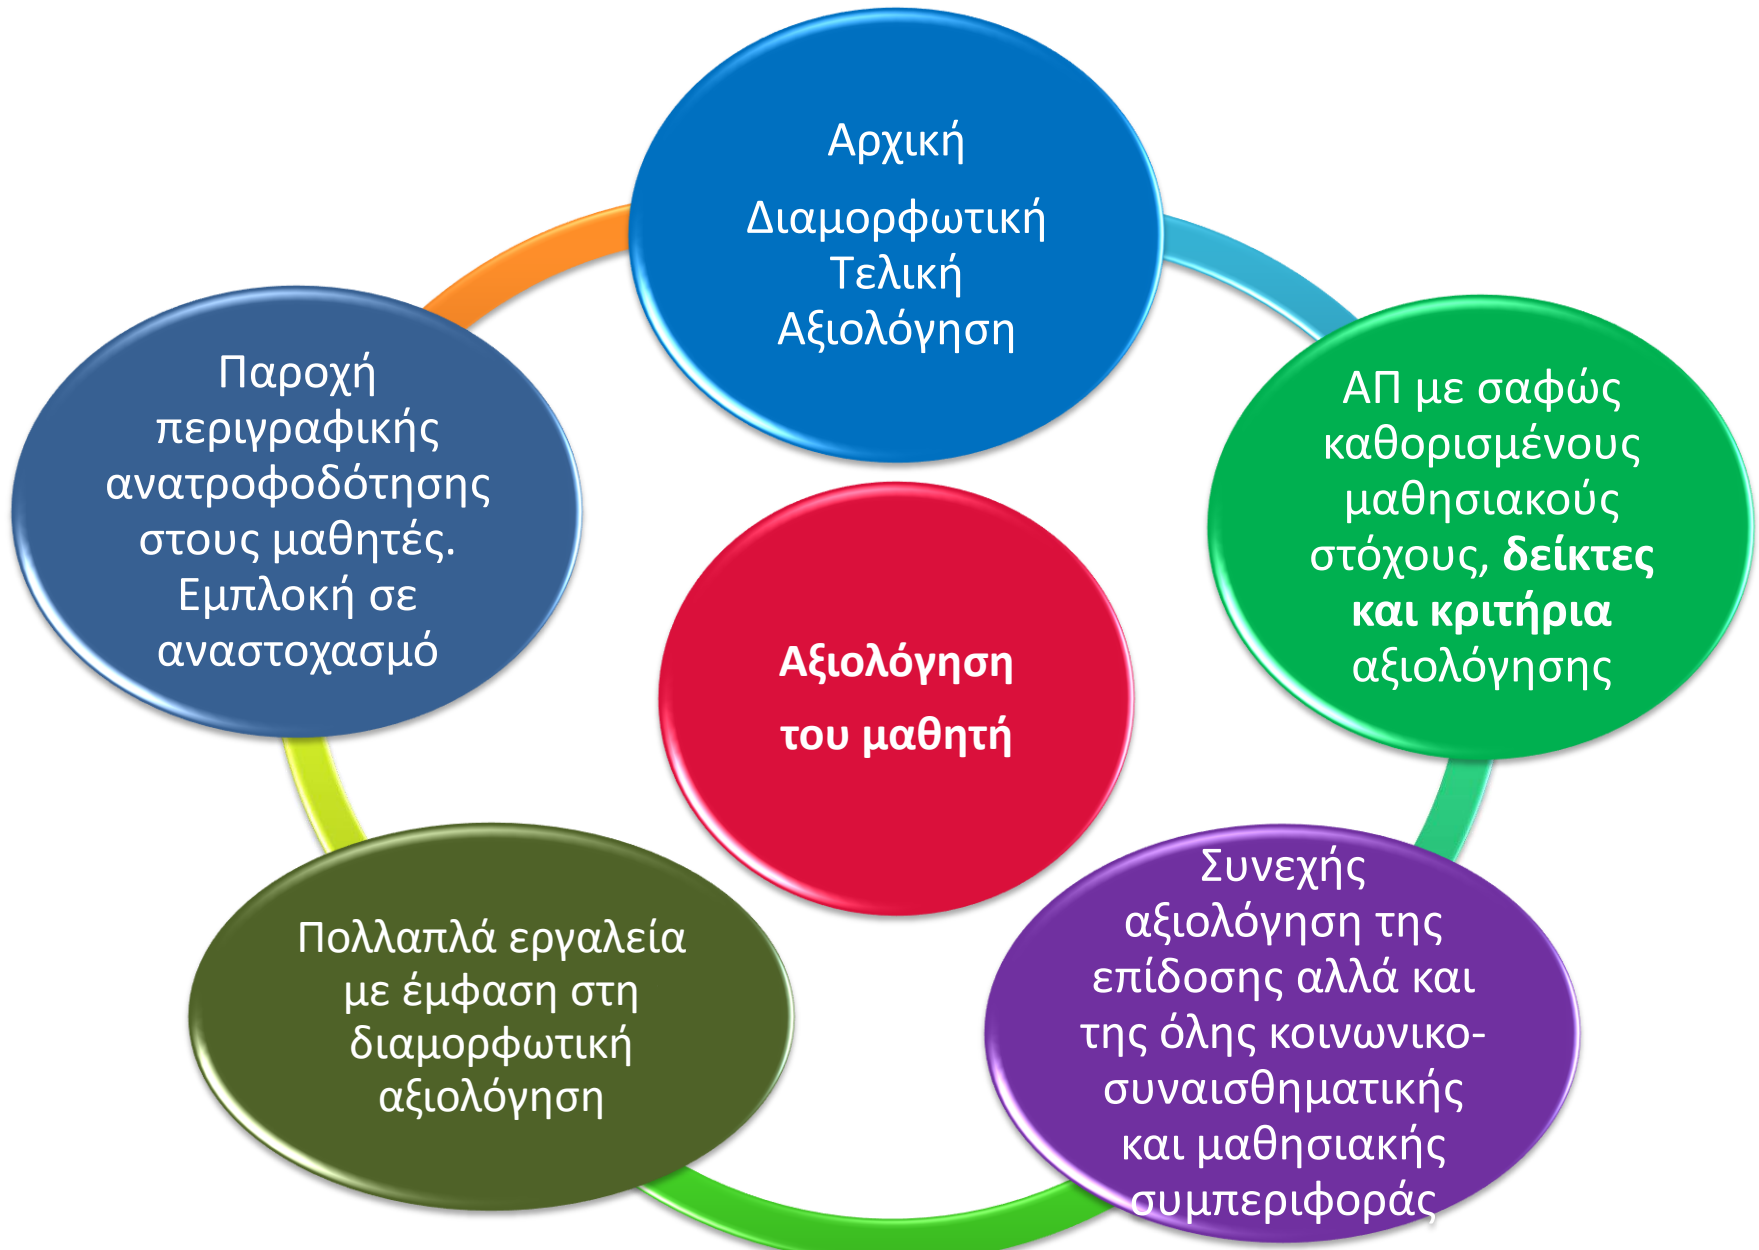 Αρχική
Διαμορφωτική
Τελική
Αξιολόγηση
ΑΠ με σαφώς
καθορισμένους
μαθησιακούς
στόχους, δείκτες
και κριτήρια
αξιολόγησης
Συνεχής
αξιολόγηση της
επίδοσης αλλά και
της όλης κοινωνικο-
συναισθηματικής
και μαθησιακής
συμπεριφοράς
Πολλαπλά εργαλεία
με έμφαση στη
διαμορφωτική
αξιολόγηση
Παροχή
περιγραφικής
ανατροφοδότησης
στους μαθητές.
Εμπλοκή σε
αναστοχασμό
Αξιολόγηση
του μαθητή